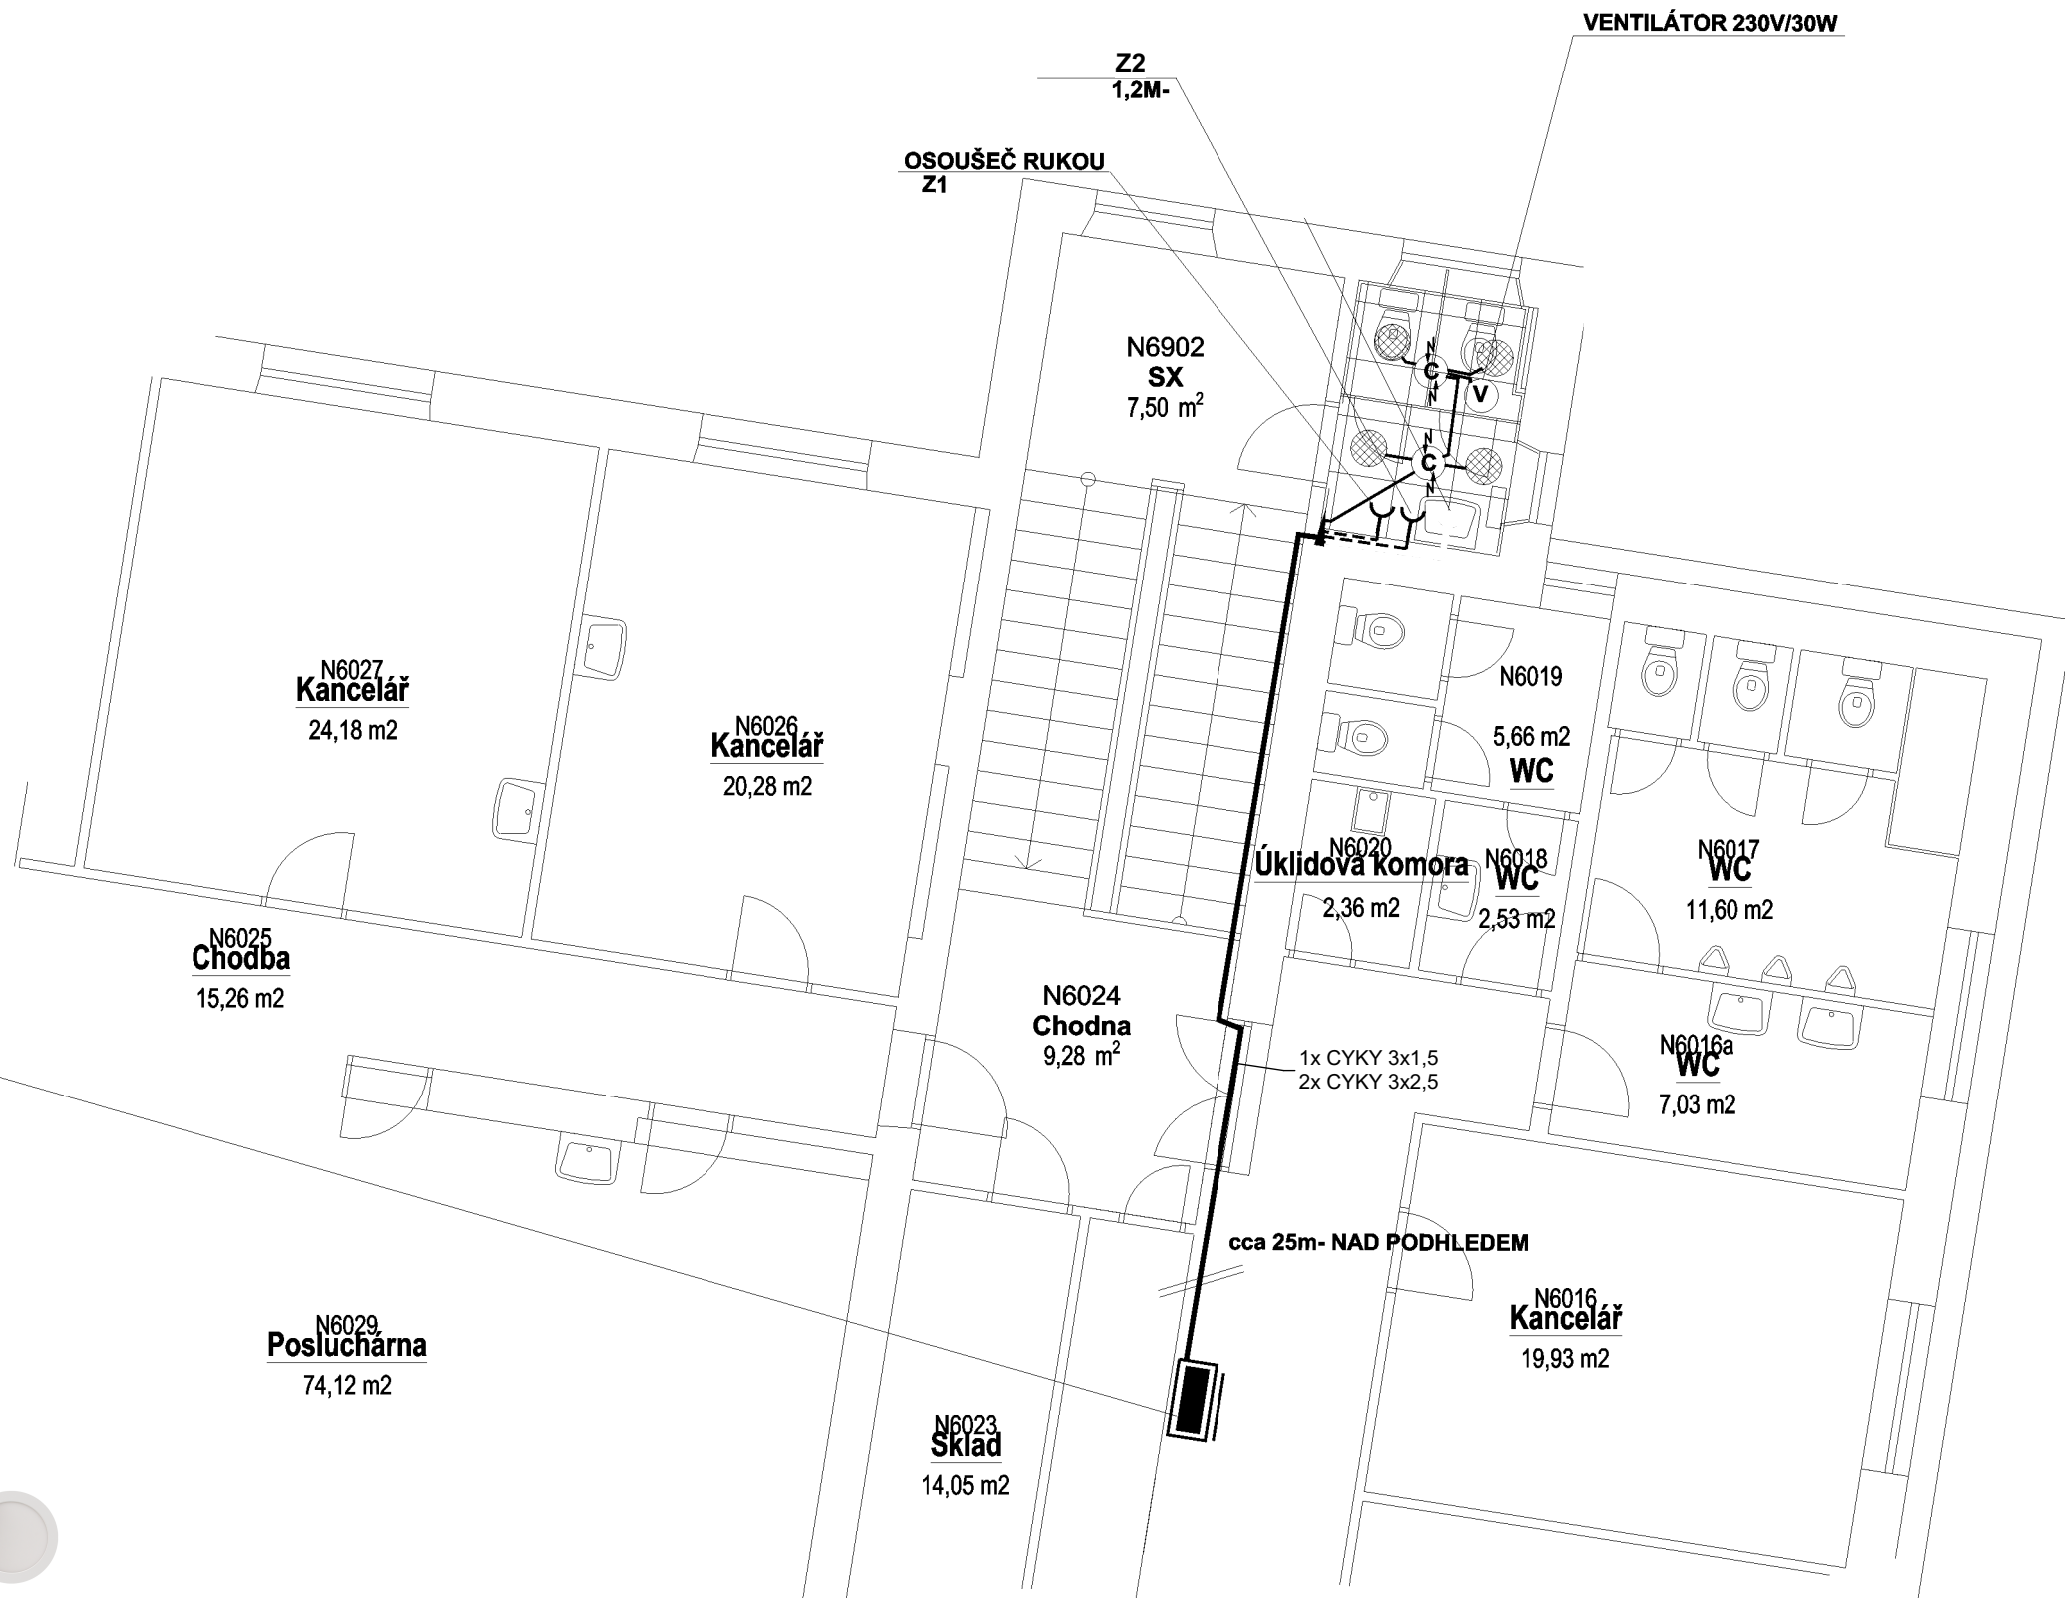 VENTILÁTOR 230V/30W
Z2
1,2M-
OSOUŠEČ RUKOU
Z1
N6902
SX
7,50 m²
N
C
N
V
N
C
N
N6027
Kancelář
24,18 m2
N6026
Kancelář
20,28 m2
N6019
5,66 m2
WC
N6020
Úklidová komora
2,36 m2
N6018
WC
2,53 m2
N6017
WC
11,60 m2
N6025
Chodba
15,26 m2
N6024
Chodna
9,28 m²
1x CYKY 3x1,5
2x CYKY 3x2,5
N6016a
WC
7,03 m2
cca 25m- NAD PODHLEDEM
N6029
Posluchárna
74,12 m2
N6016
Kancelář
19,93 m2
N6023
Sklad
14,05 m2